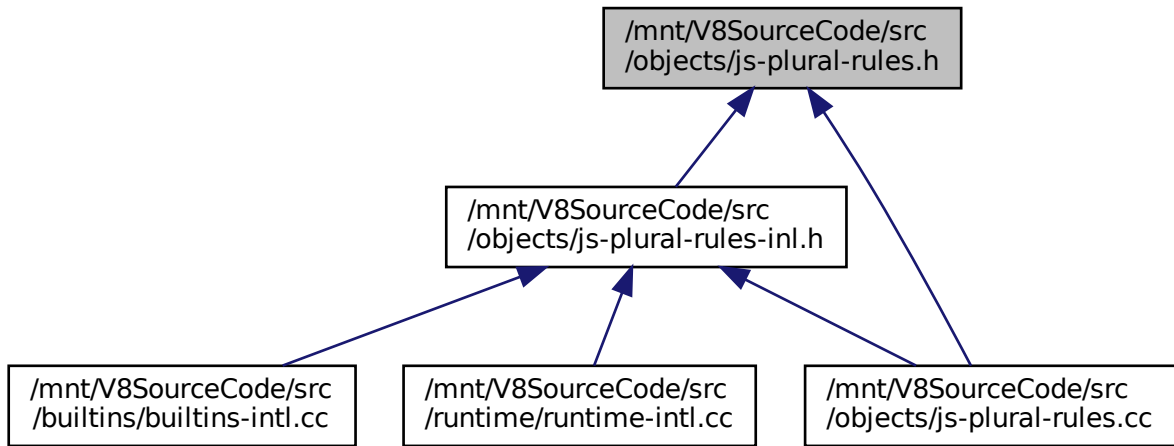 /mnt/V8SourceCode/src
/objects/js-plural-rules.h
/mnt/V8SourceCode/src
/objects/js-plural-rules-inl.h
/mnt/V8SourceCode/src
/builtins/builtins-intl.cc
/mnt/V8SourceCode/src
/runtime/runtime-intl.cc
/mnt/V8SourceCode/src
/objects/js-plural-rules.cc